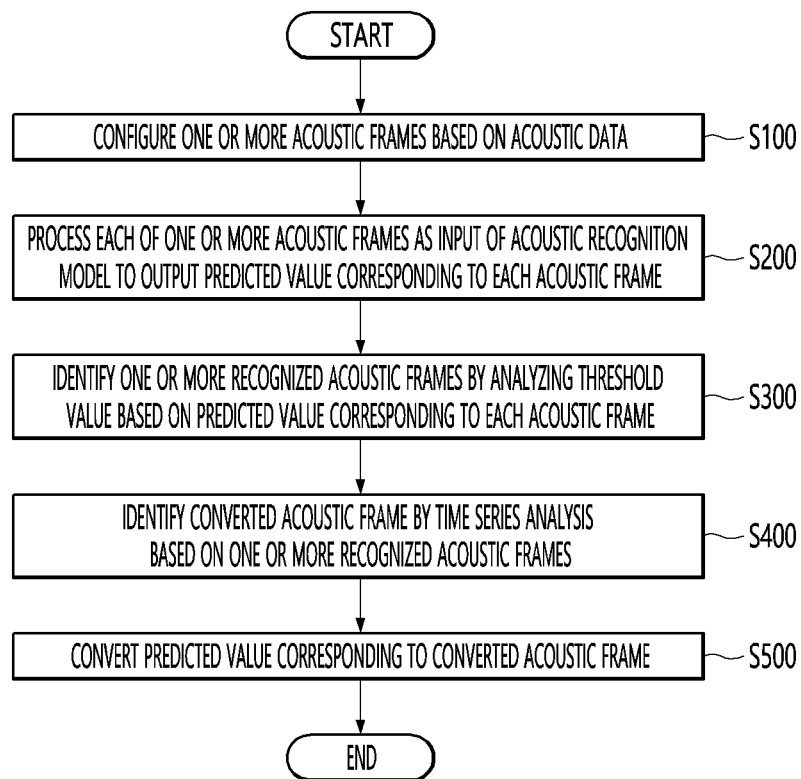 START
CONFIGURE ONE OR MORE ACOUSTIC FRAMES BASED ON ACOUSTIC DATA
S100
PROCESS EACH OF ONE OR MORE ACOUSTIC FRAMES AS INPUT OF ACOUSTIC RECOGNITION
MODEL TO OUTPUT PREDICTED VALUE CORRESPONDING TO EACH ACOUSTIC FRAME
S200
IDENTIFY ONE OR MORE RECOGNIZED ACOUSTIC FRAMES BY ANALYZING THRESHOLD
VALUE BASED ON PREDICTED VALUE CORRESPONDING TO EACH ACOUSTIC FRAME
S300
IDENTIFY CONVERTED ACOUSTIC FRAME BY TIME SERIES ANALYSIS
BASED ON ONE OR MORE RECOGNIZED ACOUSTIC FRAMES
S400
CONVERT PREDICTED VALUE CORRESPONDING TO CONVERTED ACOUSTIC FRAME
S500
END